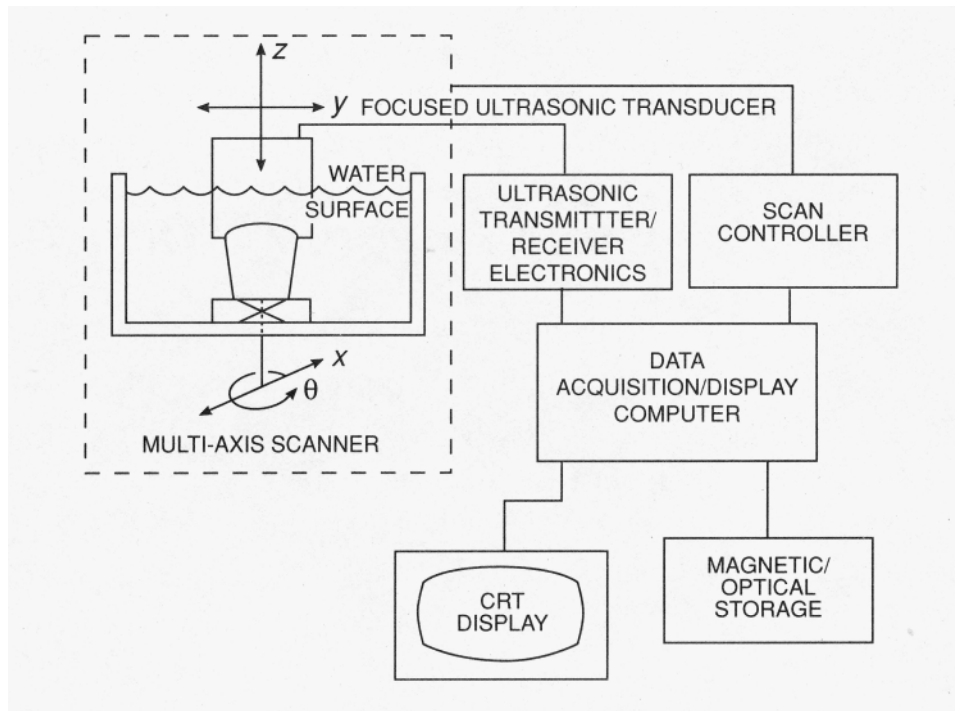 z
y
FOCUSED ULTRASONIC TRANSDUCER
WATER
SURFACE
ULTRASONIC
TRANSMITTTER/
RECEIVER
ELECTRONICS
SCAN
CONTROLLER
x
θ
MULTI-AXIS SCANNER
DATA
ACQUISITION/DISPLAY
COMPUTER
CRT
DISPLAY
MAGNETIC/
OPTICAL
STORAGE